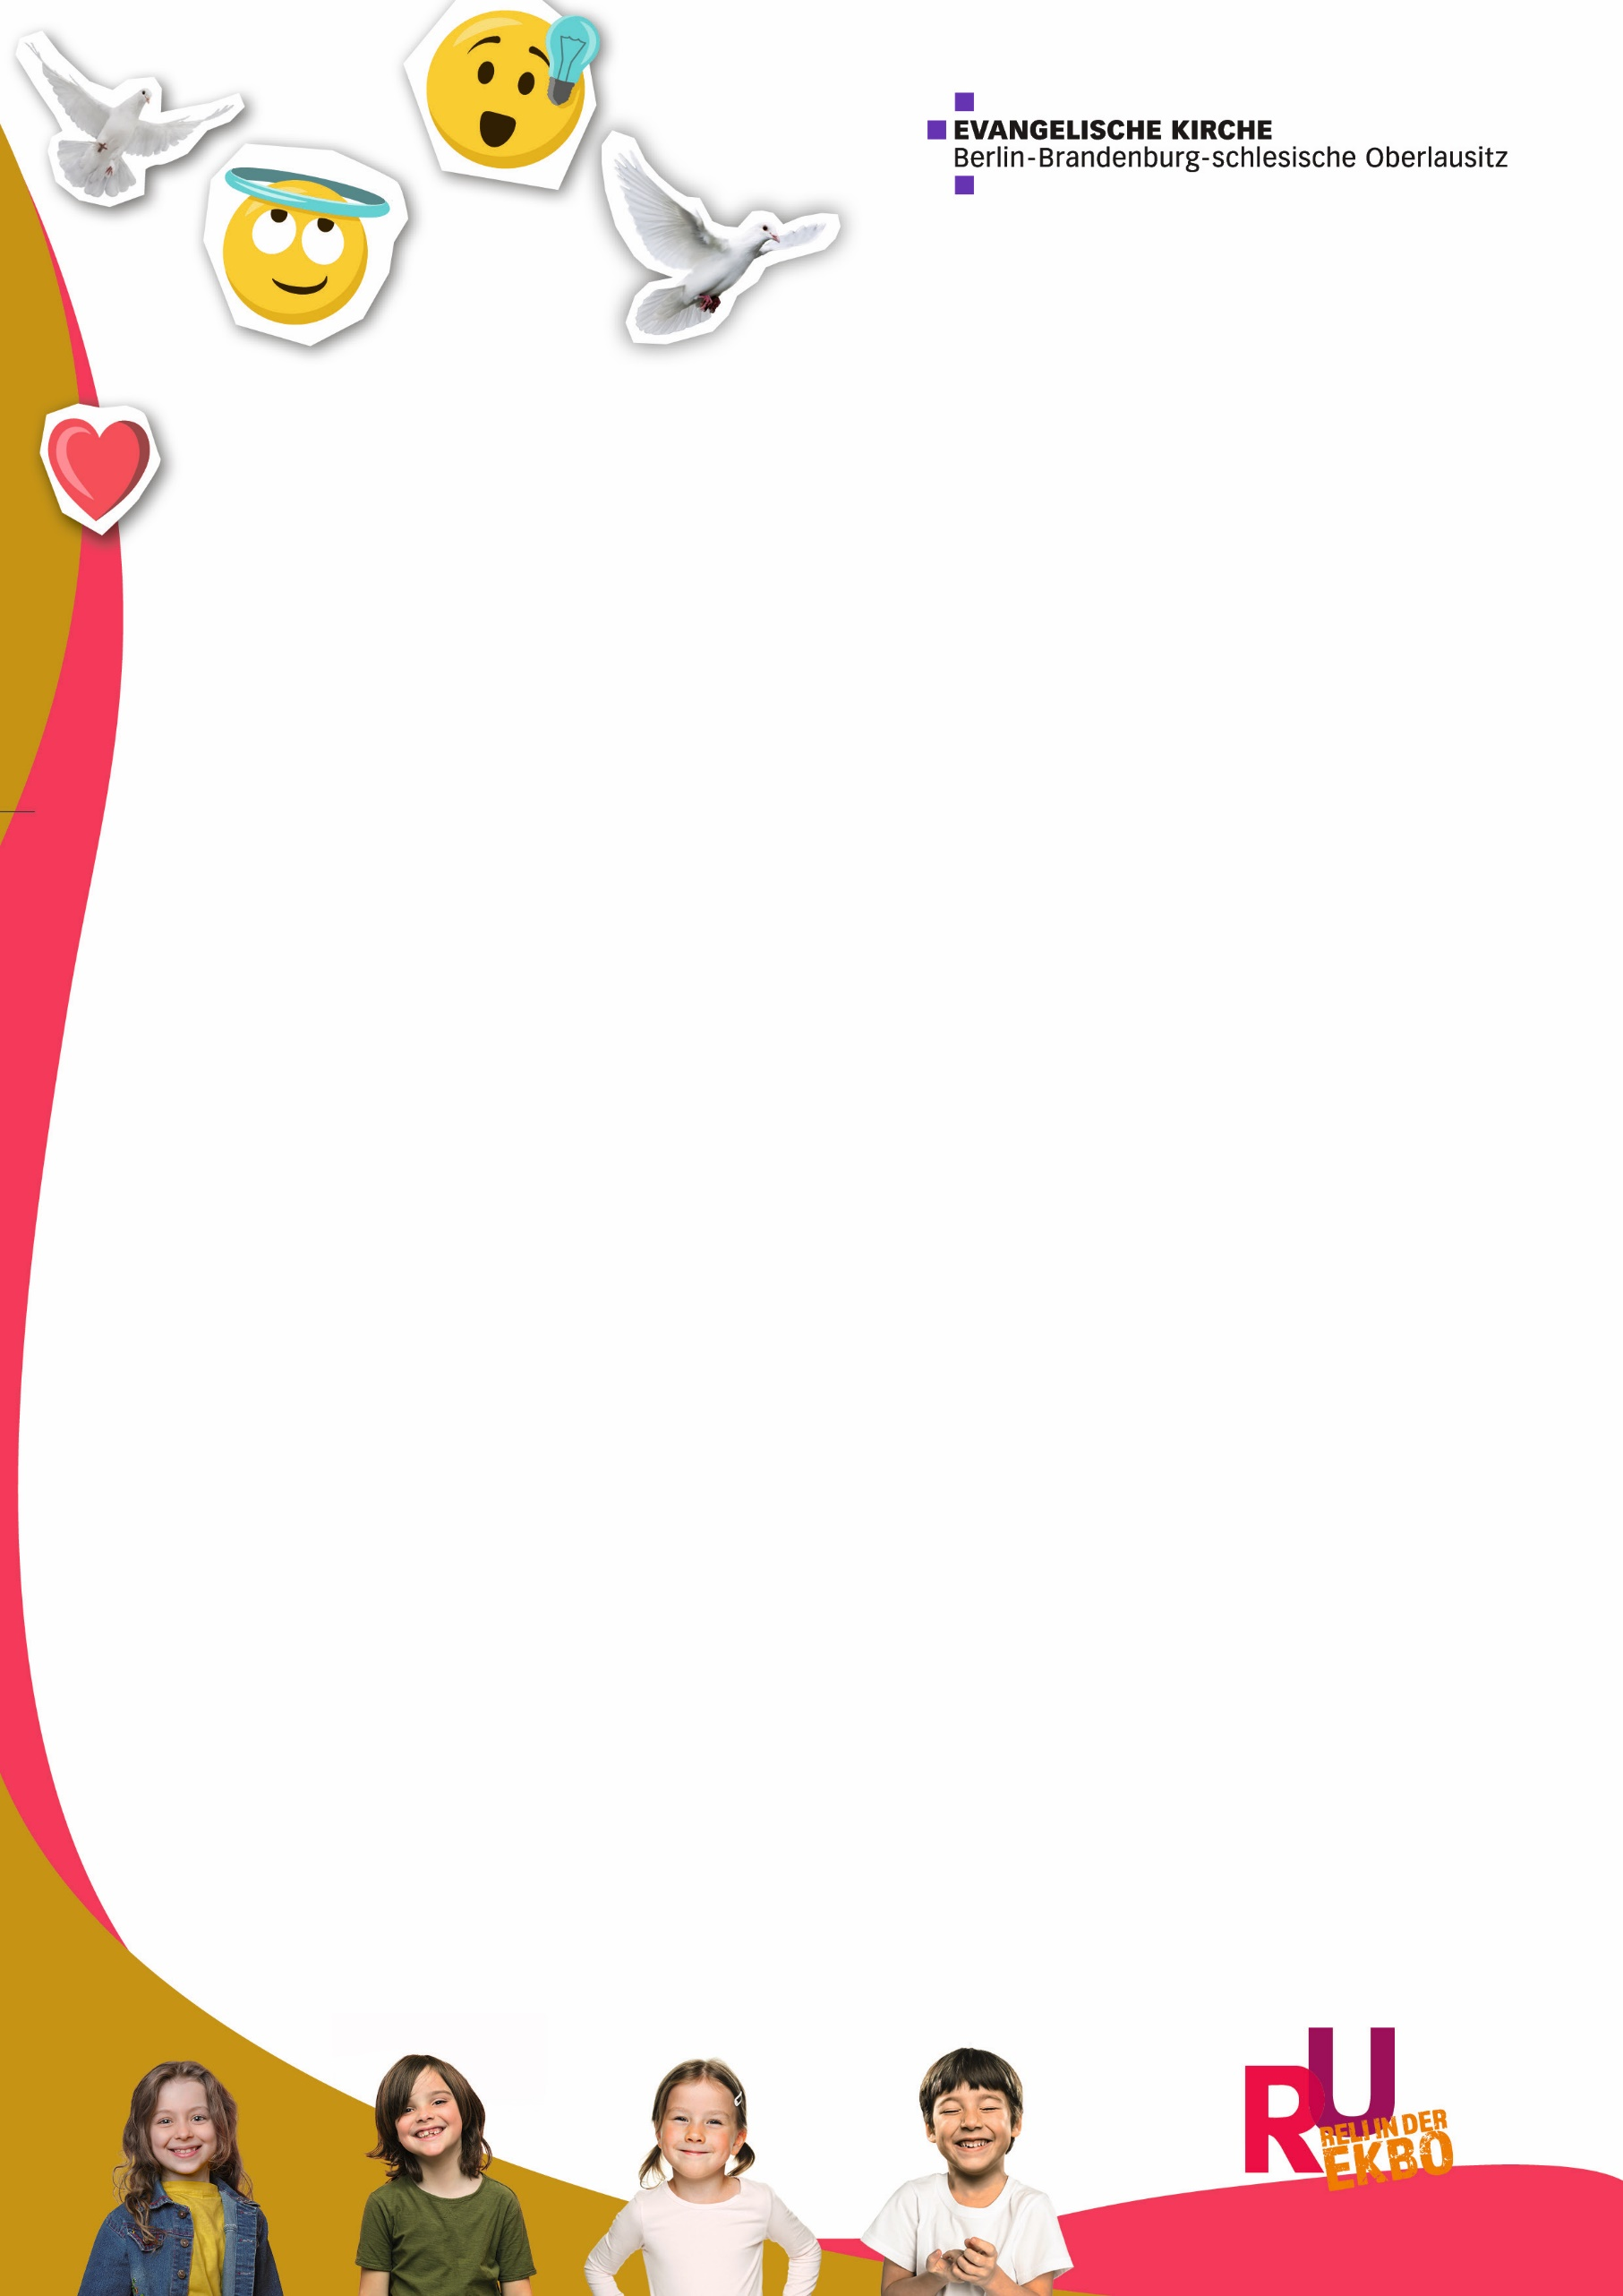 EVANGELISCHE KIRCHE
Berlin-Brandenburg-schlesische Oberlausitz
RU
RELI IN DER
EKBO